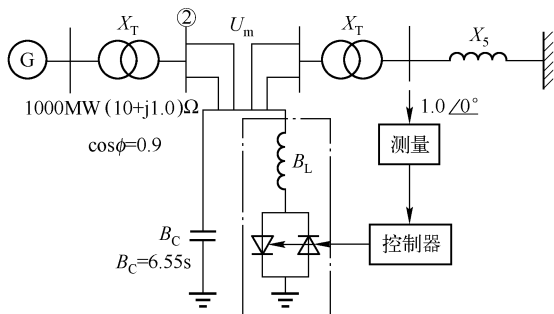 ②
X_T
U_m
X_T
X_5
G
1000MW (10+j1.0)Ω
1.0∠0°
cosϕ=0.9
测量
B_L
B_C
控制器
B_C=6.55s